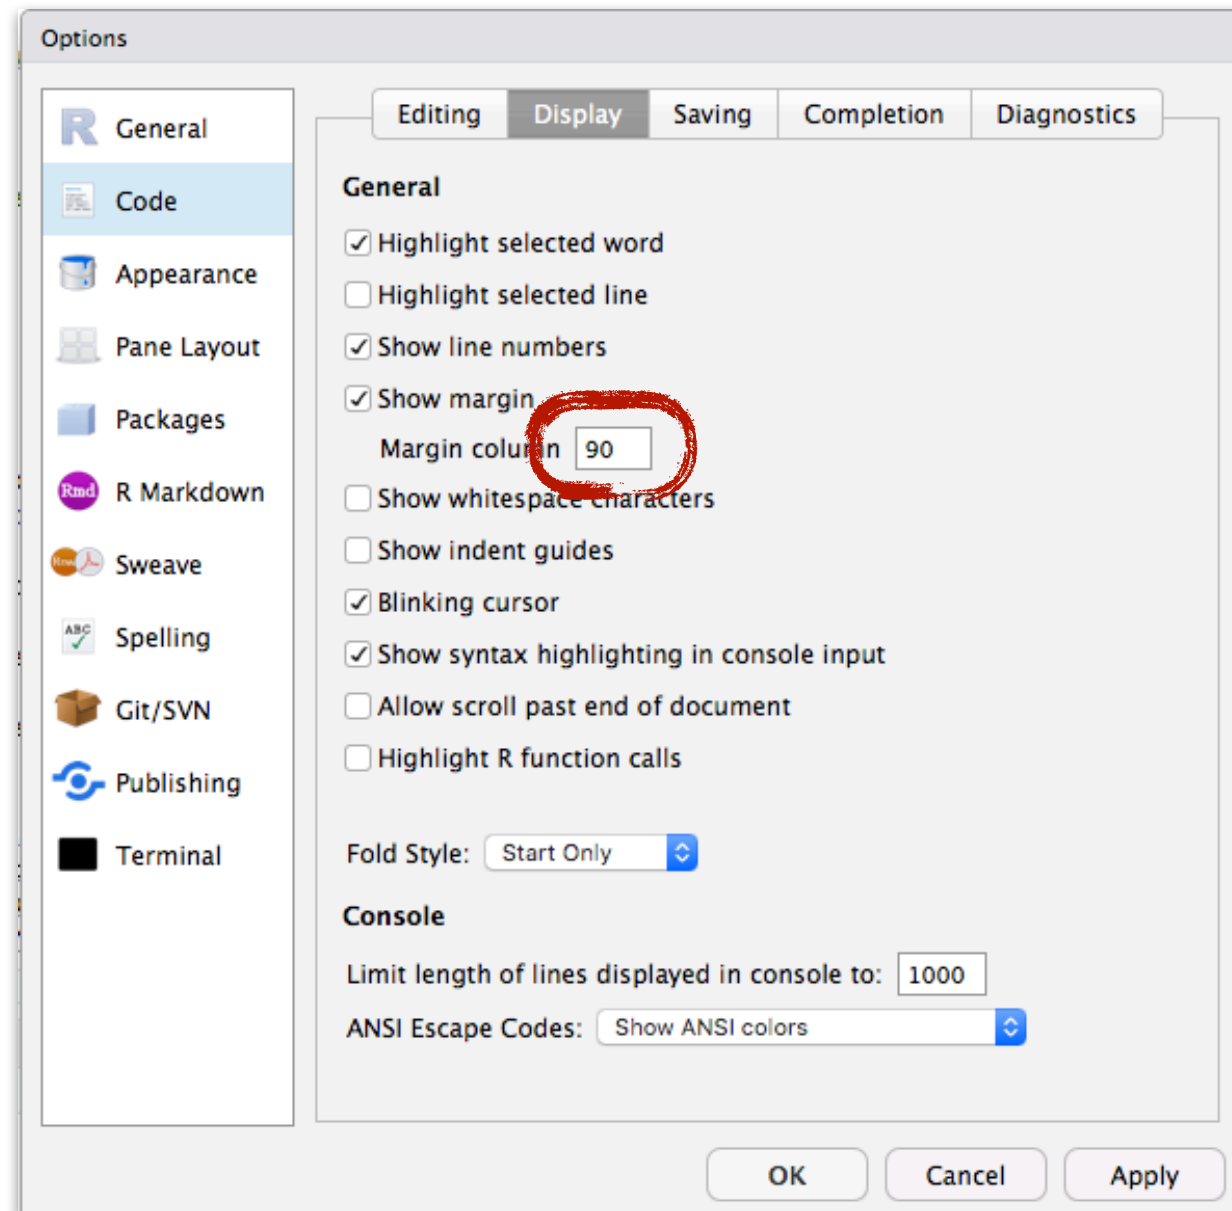 Options
General
Code
Appearance
Pane Layout
Packages
Rmd R Markdown
Rnw Sweave
ABC Spelling
Git/SVN
Publishing
Terminal
Editing Display Saving Completion Diagnostics
General
Highlight selected word
Highlight selected line
Show line numbers
Show margin
Margin column 90
Show whitespace characters
Show indent guides
Blinking cursor
Show syntax highlighting in console input
Allow scroll past end of document
Highlight R function calls
Fold Style: Start Only
Console
Limit length of lines displayed in console to: 1000
ANSI Escape Codes: Show ANSI colors
OK Cancel Apply